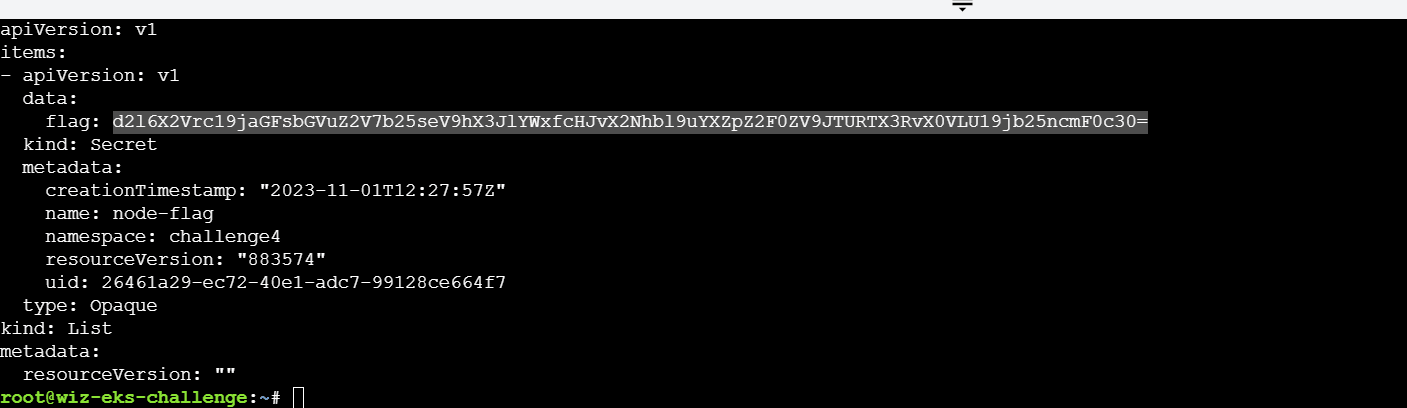 apiVersion: v1
items:
- apiVersion: v1
  data:
    flag: d2l6X2Vrc19jaGFsbGVuZ2V7b25seV9hX3JlYWxfcHJvX2Nhbl9uYXZpZ2F0ZV9JTURTX3RvX0VLU19jb25ncmF0c30=
  kind: Secret
  metadata:
    creationTimestamp: "2023-11-01T12:27:57Z"
    name: node-flag
    namespace: challenge4
    resourceVersion: "883574"
    uid: 26461a29-ec72-40e1-adc7-99128ce664f7
  type: Opaque
kind: List
metadata:
  resourceVersion: ""
root@wiz-eks-challenge:~#